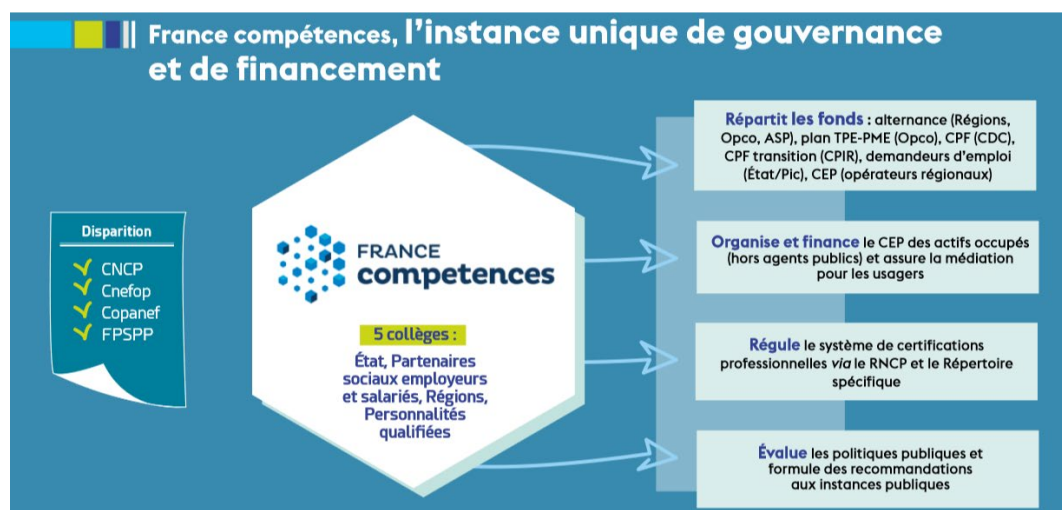 France compétences, l'instance unique de gouvernance
et de financement
Disparition
CNCP
Cnefop
Copanef
FPSPP
FRANCE
competences
5 collèges :
État, Partenaires
sociaux employeurs
et salariés, Régions,
Personnalités
qualifiées
Répartit les fonds : alternance (Régions,
Opco, ASP), plan TPE-PME (Opco), CPF (CDC),
CPF transition (CPIR), demandeurs d'emploi
(État/Pic), CEP (opérateurs régionaux)
Organise et finance le CEP des actifs occupés
(hors agents publics) et assure la médiation
pour les usagers
Régule le système de certifications
professionnelles via le RNCP et le Répertoire
spécifique
Évalue les politiques publiques et
formule des recommandations
aux instances publiques